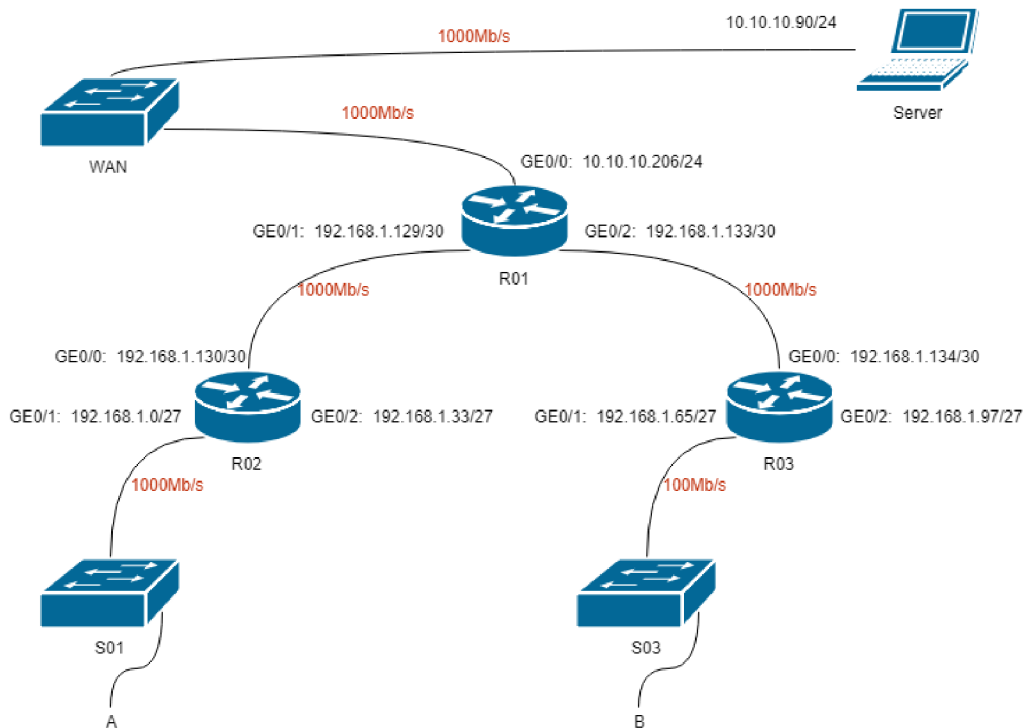 10.10.10.90/24
1000Mb/s
Server
1000Mb/s
WAN
GE0/0: 10.10.10.206/24
GE0/1: 192.168.1.129/30
GE0/2: 192.168.1.133/30
R01
1000Mb/s
1000Mb/s
GE0/0: 192.168.1.130/30
GE0/0: 192.168.1.134/30
GE0/1: 192.168.1.0/27
GE0/2: 192.168.1.33/27
GE0/1: 192.168.1.65/27
GE0/2: 192.168.1.97/27
R02
R03
1000Mb/s
100Mb/s
S01
S03
A
B